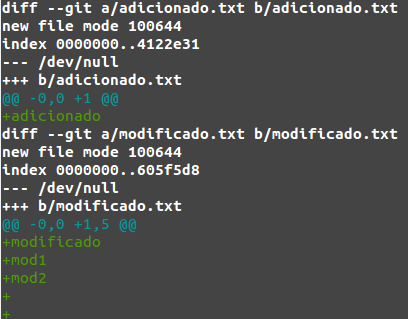 diff --git a/adicionado.txt b/adicionado.txt
new file mode 100644
index 0000000..4122e31
--- /dev/null
+++ b/adicionado.txt
@@ -0,0 +1 @@
+adicionado
diff --git a/modificado.txt b/modificado.txt
new file mode 100644
index 0000000..605f5d8
--- /dev/null
+++ b/modificado.txt
@@ -0,0 +1,5 @@
+modificado
+mod1
+mod2
+
+